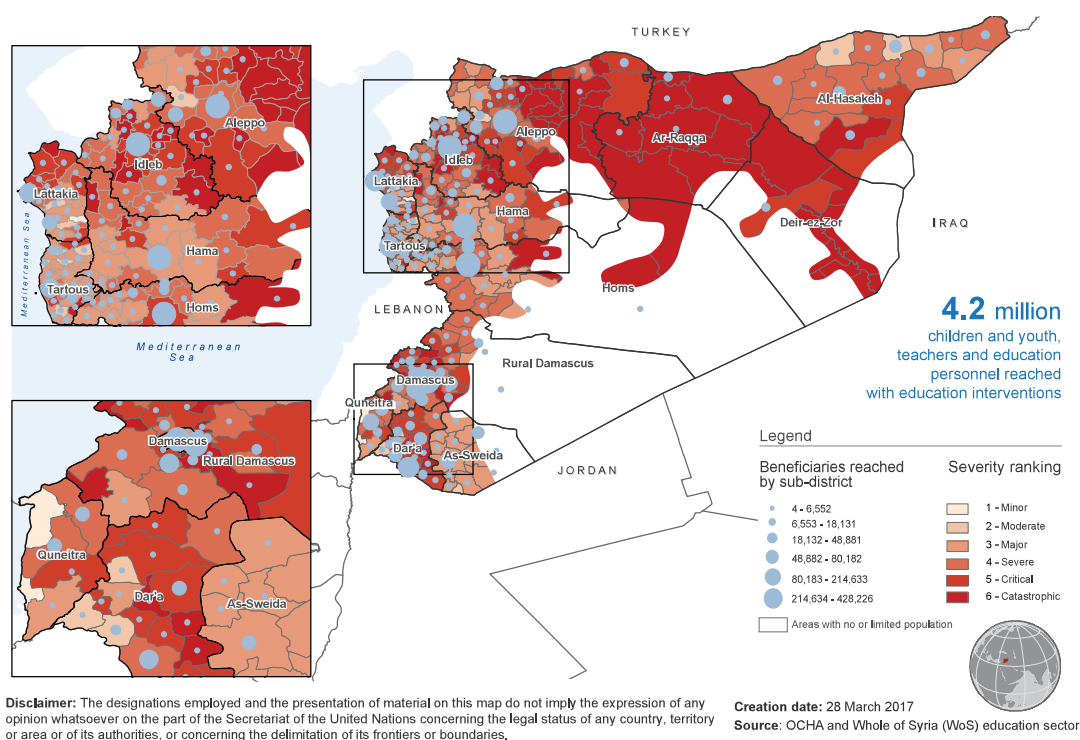 TURKEY
Aleppo
Idleb
Lattakia
Hama
Tartous
Homs
Mediterranean Sea
Mediterranean
Sea
Al-Hasakeh
Ar-Raqqa
Aleppo
Idleb
Lattakia
Hama
Tartous
Deir-ez-Zor
IRAQ
Homs
LEBANON
Rural Damascus
Damascus
Quneitra
Dar'a
As-Sweida
JORDAN
Damascus
Rural Damascus
Quneitra
Dar'a
As-Sweida
4.2 million
children and youth,
teachers and education
personnel reached
with education interventions
Legend
Beneficiaries reached
by sub-district
4 - 6,552
6,553 - 18,131
18,132 - 48,881
48,882 - 80,182
80,183 - 214,633
214,634 - 428,226
Areas with no or limited population
Severity ranking
1 - Minor
2 - Moderate
3 - Major
4 - Severe
5 - Critical
6 - Catastrophic
Disclaimer: The designations employed and the presentation of material on this map do not imply the expression of any
opinion whatsoever on the part of the Secretariat of the United Nations concerning the legal status of any country, territory
or area or of its authorities, or concerning the delimitation of its frontiers or boundaries.
Creation date: 28 March 2017
Source: OCHA and Whole of Syria (WoS) education sector